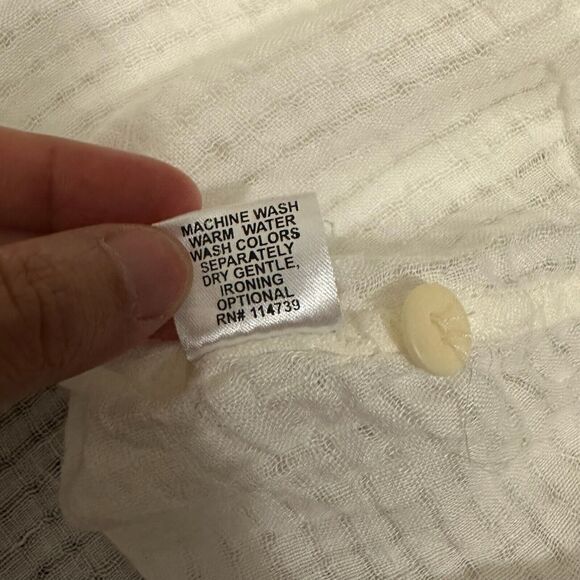 MACHINE WASH
WARM WATER
WASH COLORS
SEPARATELY
DRY GENTLE,
IRONING
OPTIONAL
RN# 114739